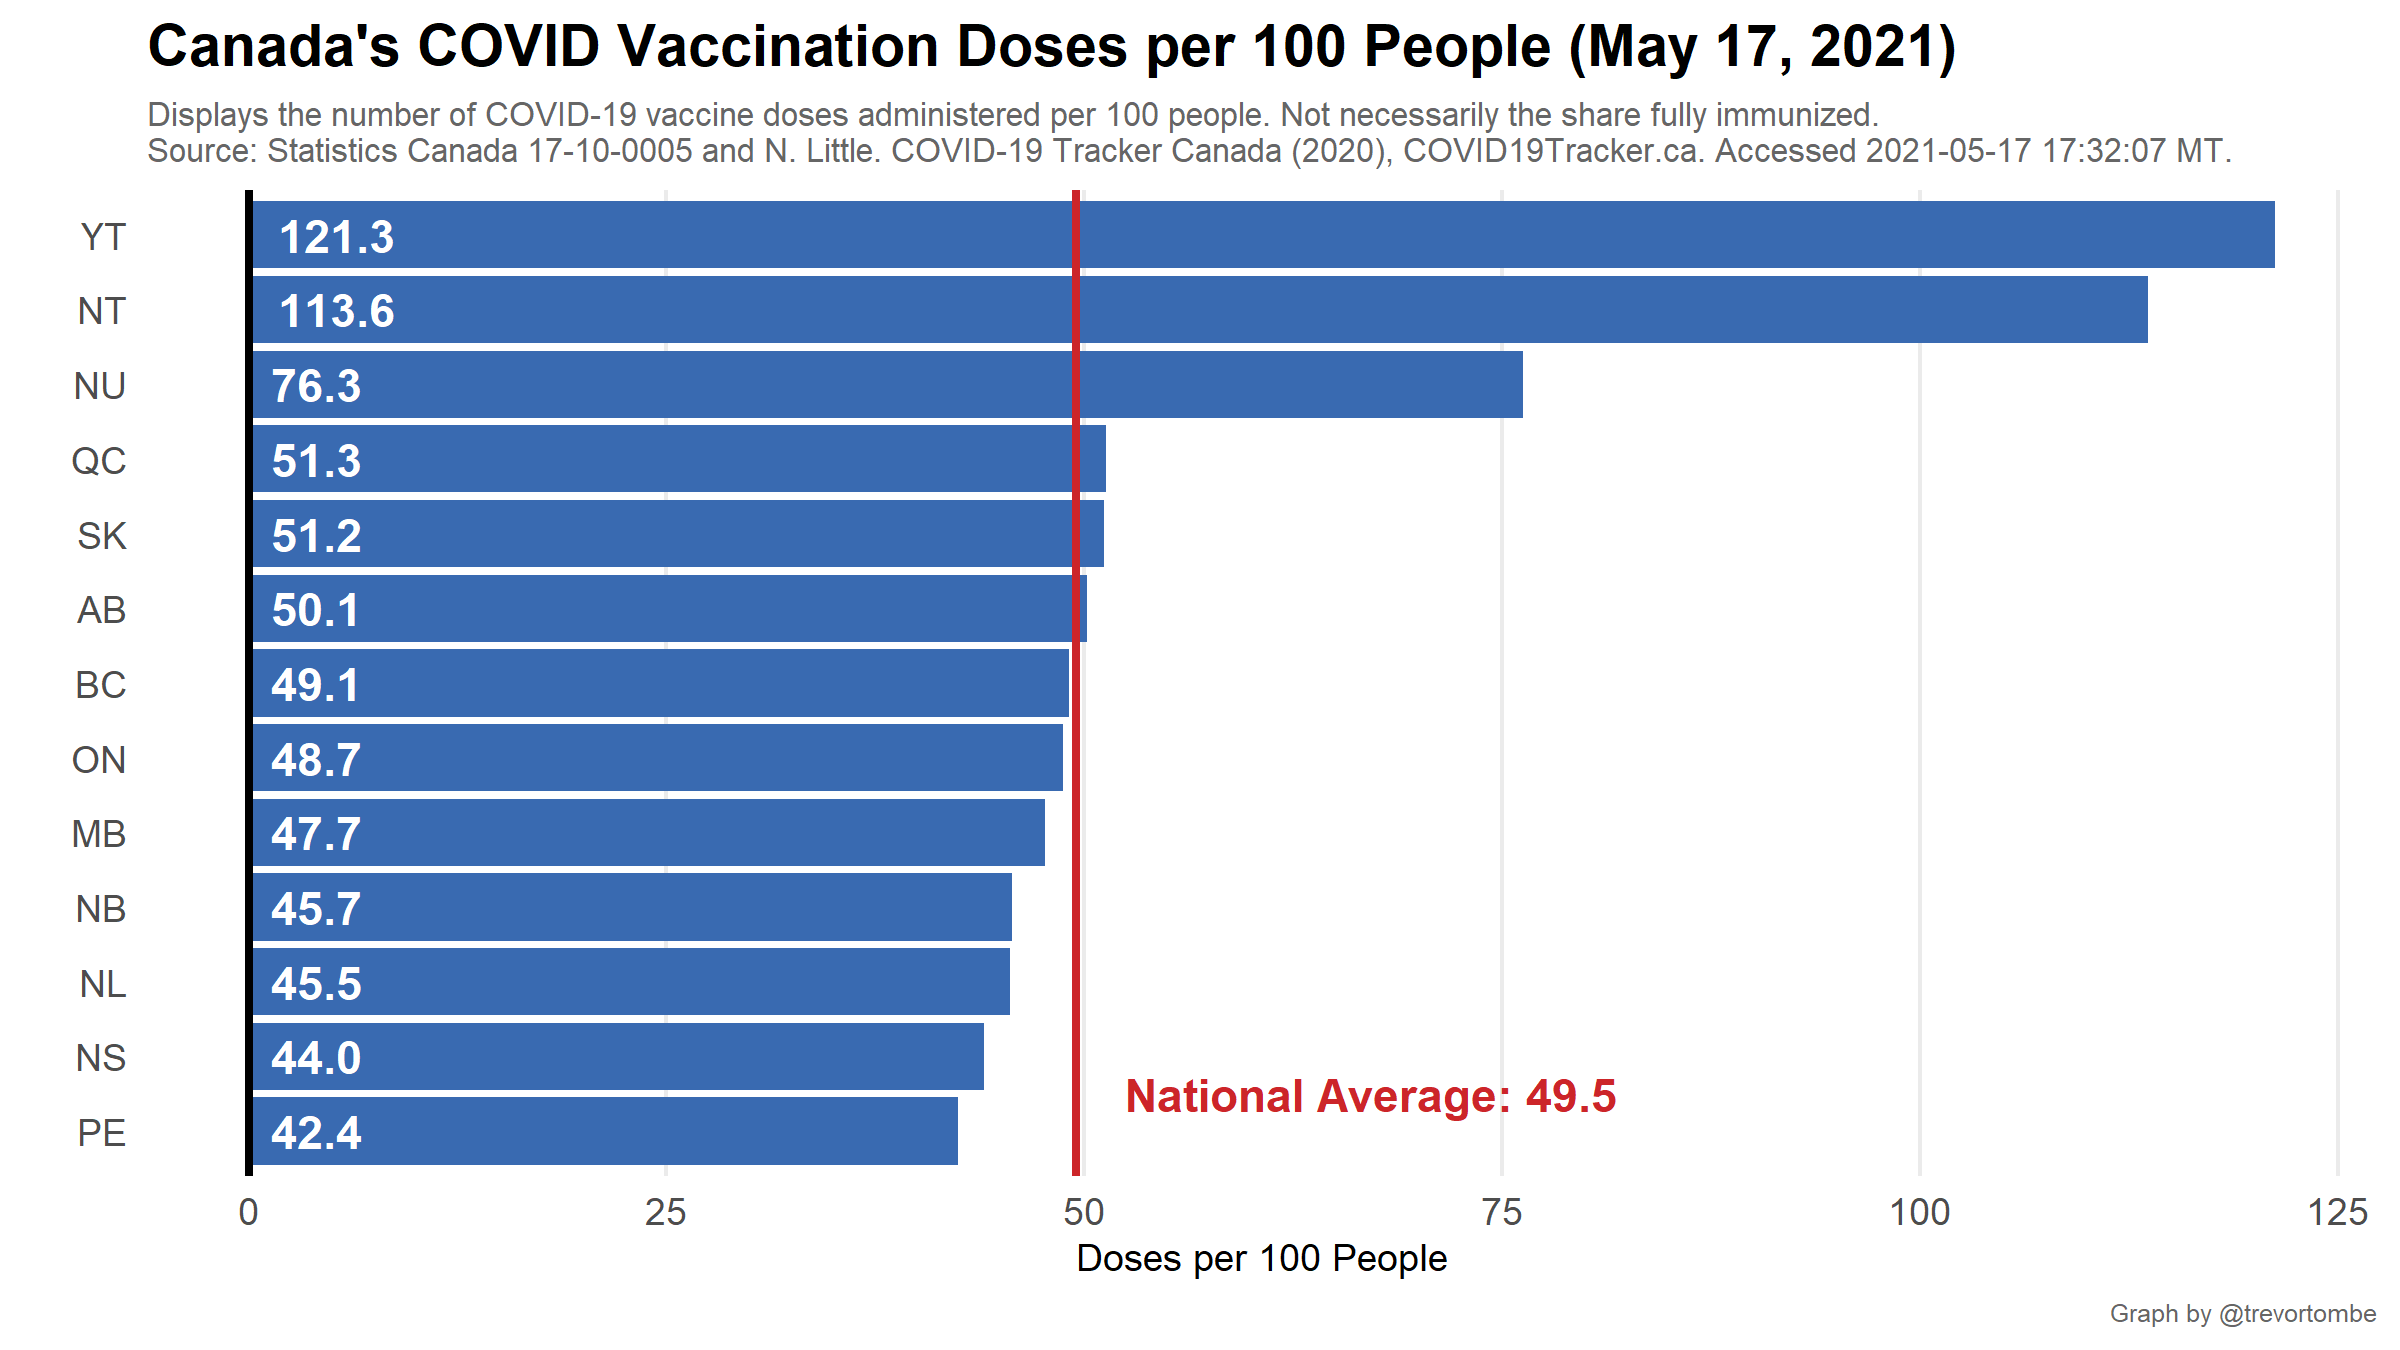 Canada's COVID Vaccination Doses per 100 People (May 17, 2021)
Displays the number of COVID-19 vaccine doses administered per 100 people. Not necessarily the share fully immunized.
Source: Statistics Canada 17-10-0005 and N. Little. COVID-19 Tracker Canada (2020), COVID19Tracker.ca. Accessed 2021-05-17 17:32:07 MT.
YT 121.3
NT 113.6
NU 76.3
QC 51.3
SK 51.2
AB 50.1
BC 49.1
ON 48.7
MB 47.7
NB 45.7
NL 45.5
NS 44.0
National Average: 49.5
PE 42.4
0 25 50 75 100 125
Doses per 100 People
Graph by @trevortombe